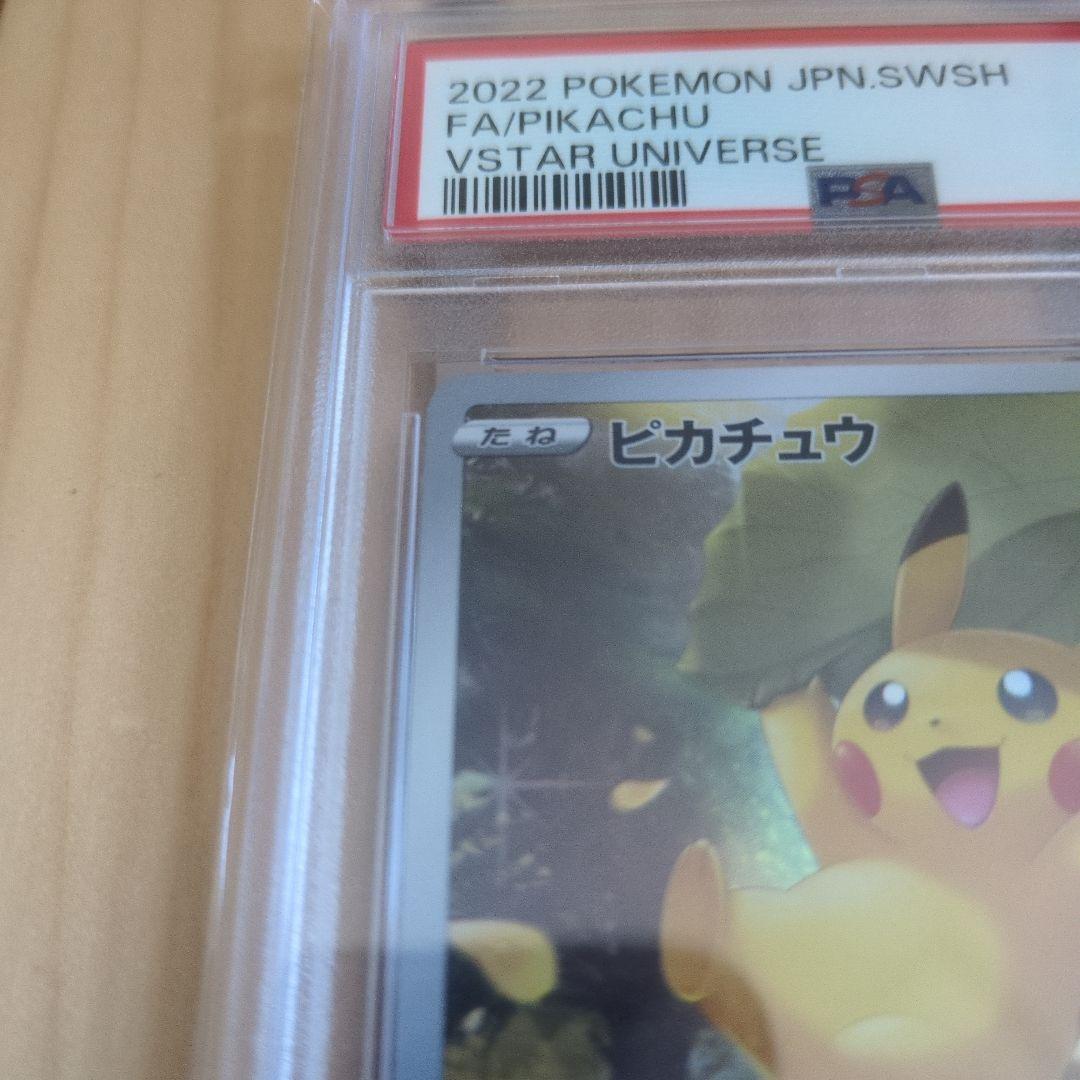 2022 POKEMON JPN.SWSH
FA/PIKACHU
VSTAR UNIVERSE
PSA
たね ピカチュウ